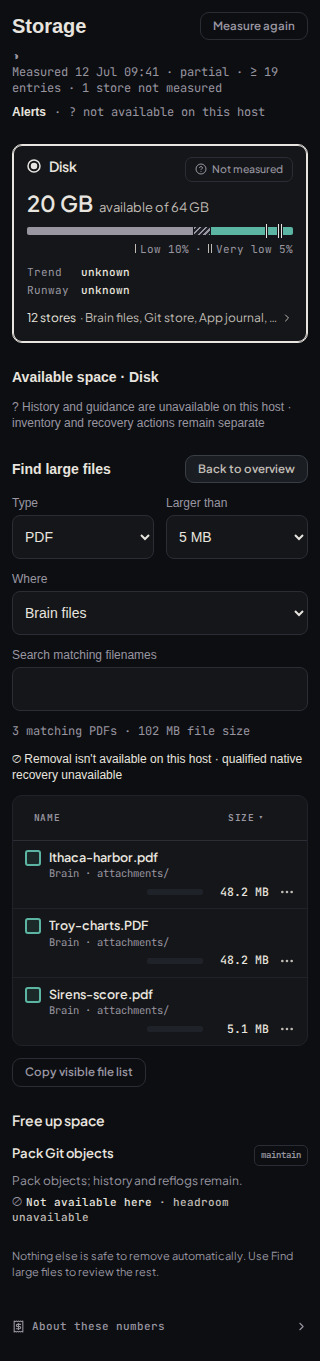 Storage
Measure again
Measured 12 Jul 09:41 · partial · ≥ 19
entries · 1 store not measured
Alerts · ? not available on this host
Disk
Not measured
20 GB available of 64 GB
Low 10% · Very low 5%
Trend unknown
Runway unknown
12 stores · Brain files, Git store, App journal, …
Available space · Disk
? History and guidance are unavailable on this host ·
inventory and recovery actions remain separate
Find large files
Back to overview
Type
Larger than
PDF
5 MB
Where
Brain files
Search matching filenames
3 matching PDFs · 102 MB file size
⊘ Removal isn't available on this host · qualified native
recovery unavailable
NAME
SIZE
Ithaca-harbor.pdf
Brain · attachments/
48.2 MB ···
Troy-charts.PDF
Brain · attachments/
48.2 MB ···
Sirens-score.pdf
Brain · attachments/
5.1 MB ···
Copy visible file list
Free up space
Pack Git objects
maintain
Pack objects; history and reflogs remain.
⊘ Not available here · headroom
unavailable
Nothing else is safe to remove automatically. Use Find
large files to review the rest.
About these numbers